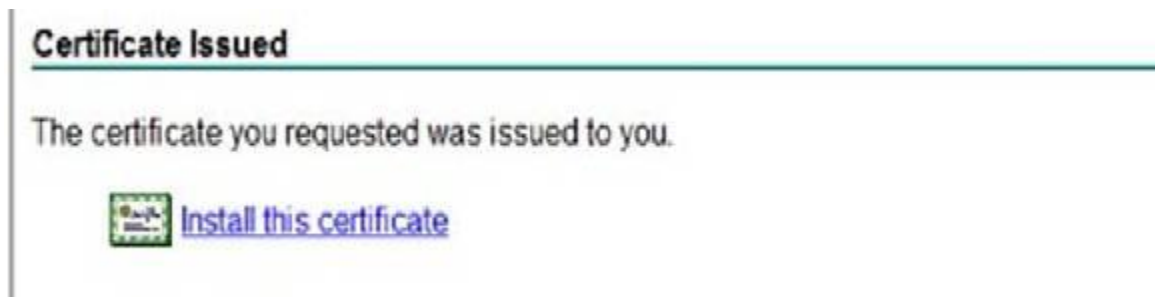 Certificate Issued
The certificate you requested was issued to you.
Install this certificate